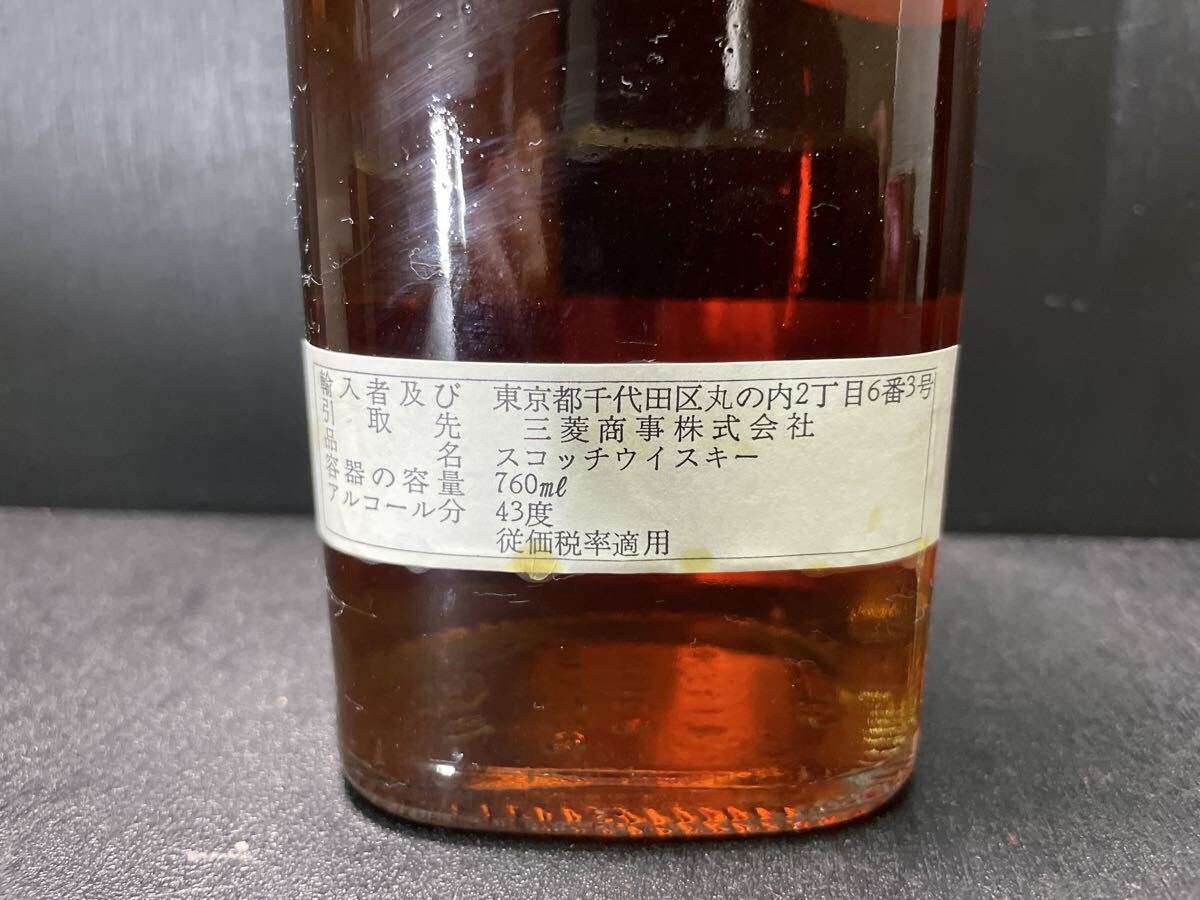 輸入者及び 東京都千代田区丸の内2丁目6番3号
引取先 三菱商事株式会社
品名 スコッチウイスキー
容器の容量 760ml
アルコール分 43度
従価税率適用